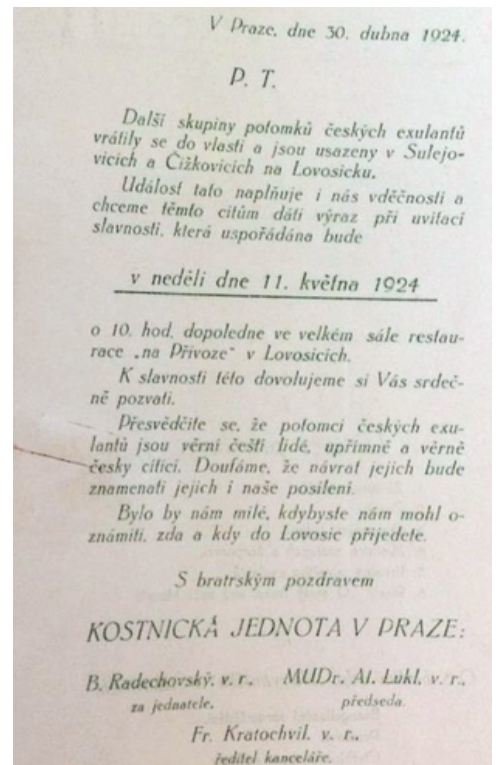 V Praze, dne 30. dubna 1924.
P. T.
Další skupiny potomků českých exulantů
vrátily se do vlasti a jsou usazeny v Sulejo-
vicích a Čížkovicích na Lovosicku.
Událost tato naplňuje i nás vděčností a
chceme těmto citům dáti výraz při uvítací
slavnosti, která uspořádána bude
v neděli dne 11. května 1924
o 10. hod. dopoledne ve velkém sále restau-
race „na Přívoze“ v Lovosicích.
K slavnosti této dovolujeme si Vás srdeč-
ně pozvati.
Přesvědčíte se, že potomci českých exu-
lantů jsou věrní čeští lidé, upřímně a věrně
česky cítící. Doufáme, že návrat jejich bude
znamenati jejich i naše posílení.
Bylo by nám milé, kdybyste nám mohl o-
známiti, zda a kdy do Lovosic přijedete.
S bratrským pozdravem
KOSTNICKÁ JEDNOTA V PRAZE:
B. Radechovský, v. r., MUDr. Al. Lukl, v. r.,
za jednatele, předseda.
Fr. Kratochvil, v. r.,
ředitel kanceláře.